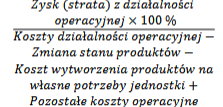 Zysk (strata) z działalności
operacyjnej × 100 %
Koszty działalności operacyjnej −
Zmiana stanu produktów −
Koszt wytworzenia produktów na
własne potrzeby jednostki +
Pozostałe koszty operacyjne